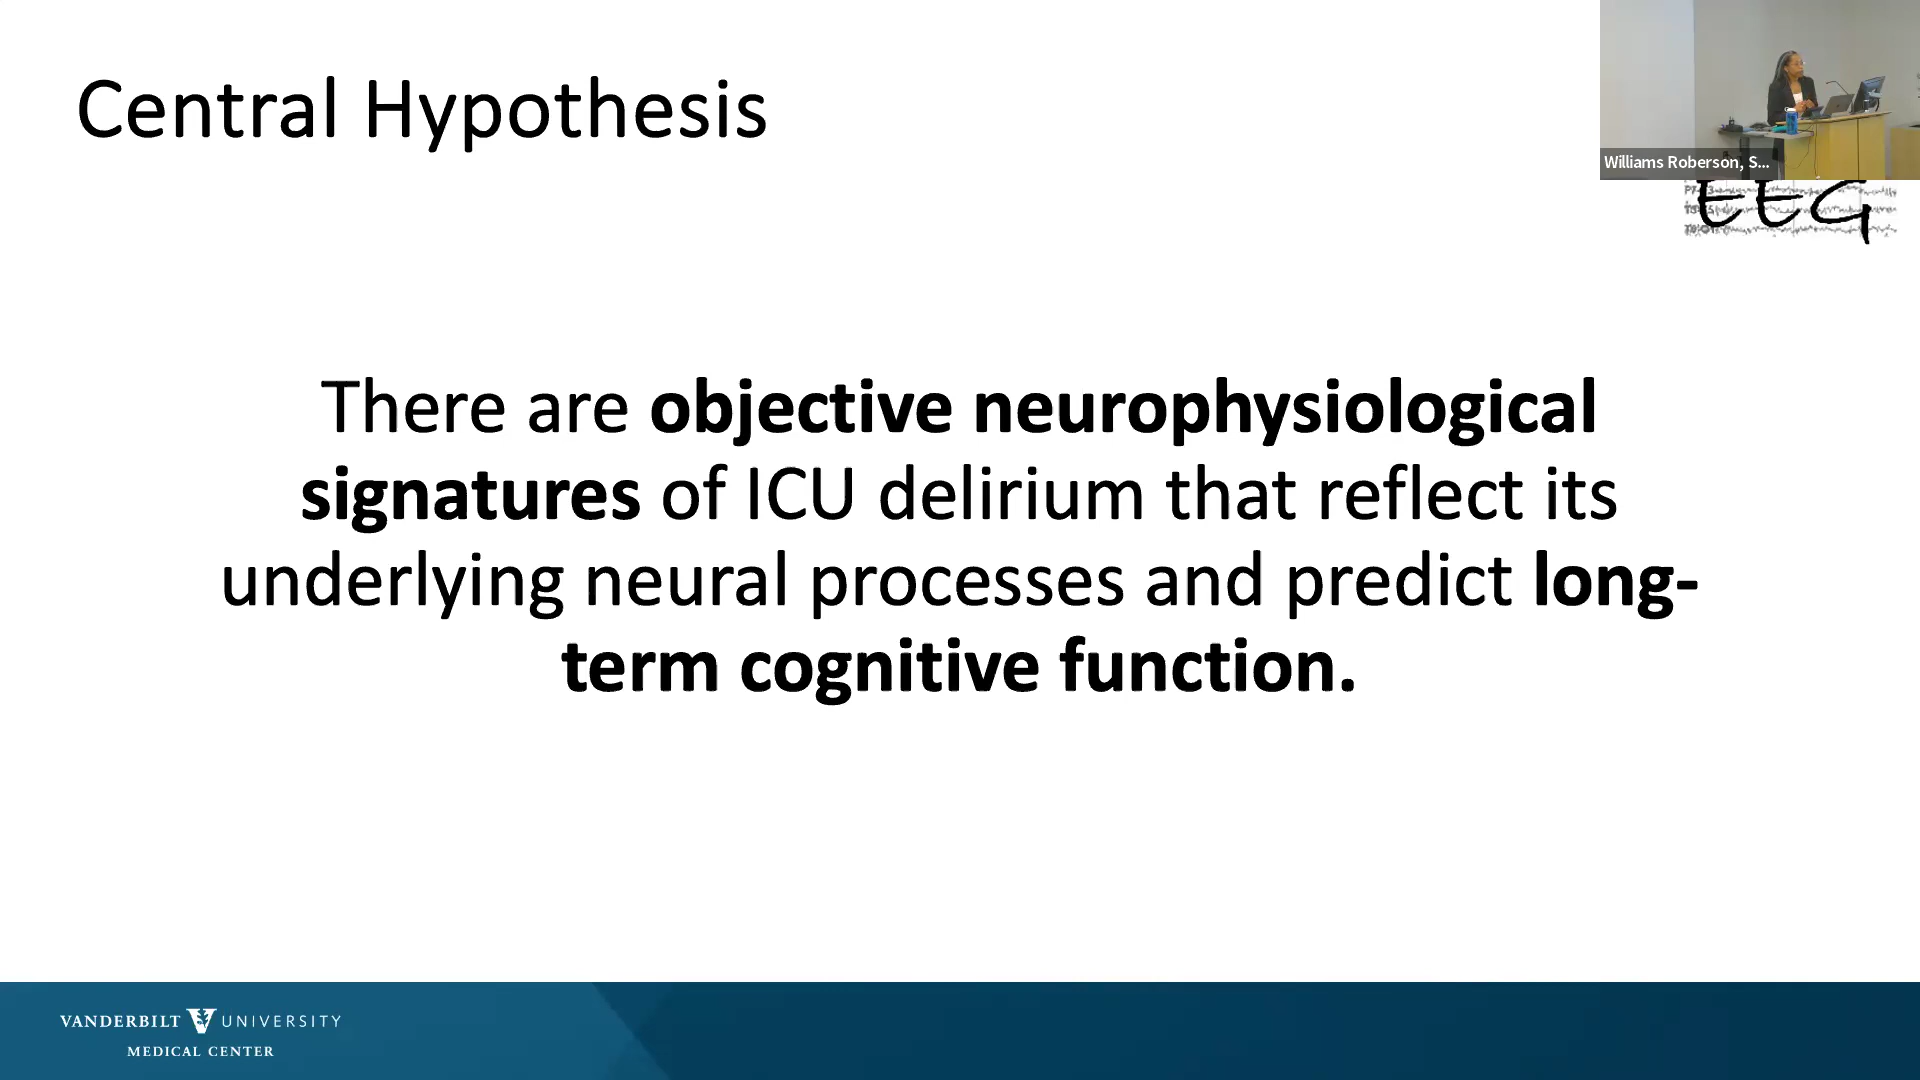 Central Hypothesis
Williams Roberson, S...
EEG
There are objective neurophysiological
signatures of ICU delirium that reflect its
underlying neural processes and predict long-
term cognitive function.
VANDERBILT UNIVERSITY
MEDICAL CENTER